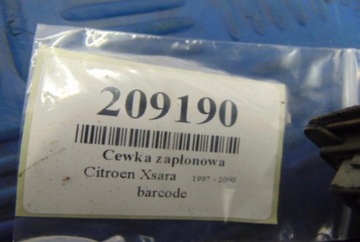 209190
Cewka zapłonowa
Citroen Xsara 1997 - 2000
barcode